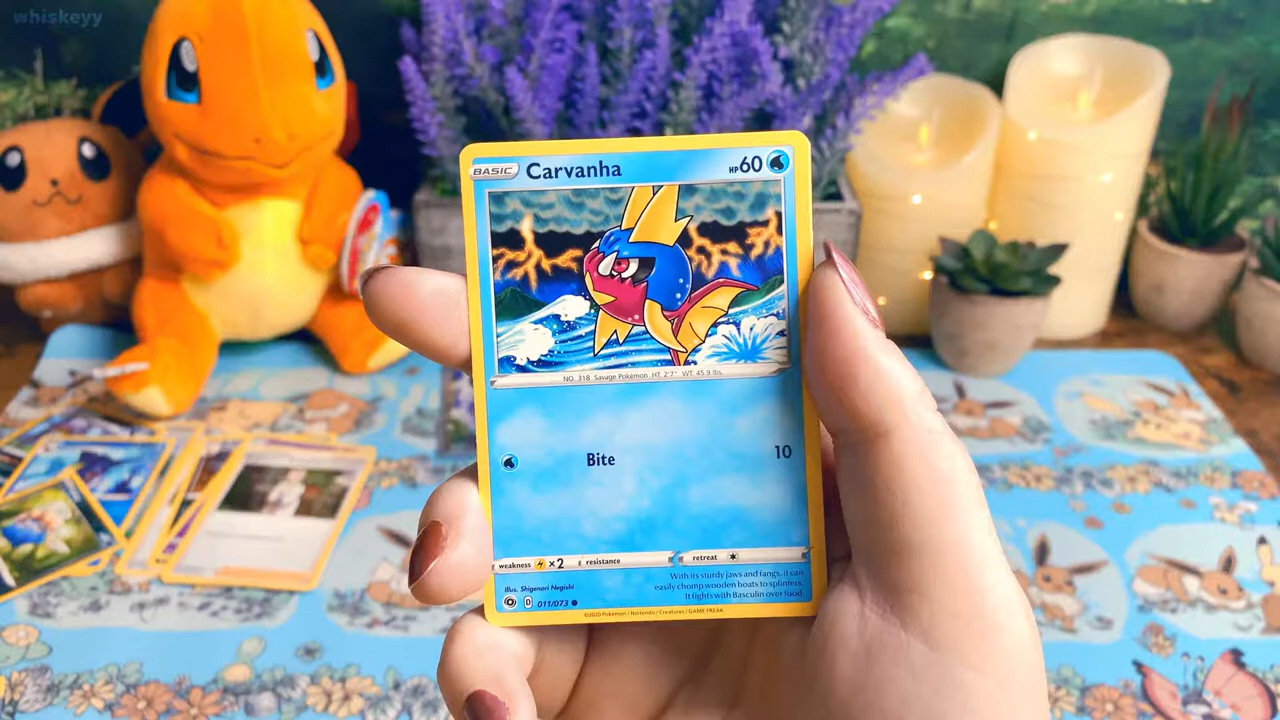 whiskeyy
BASIC Carvanha HP 60
NO. 318 Savage Pokémon HT. 2'7" WT. 45.9 lbs.
Bite 10
weakness ×2 resistance retreat
Illus. Shigenori Negishi
With its sturdy jaws and fangs, it can
easily chomp wooden boats to splinters.
It fights with Basculin over food.
D 011/073
©2020 Pokémon / Nintendo / Creatures / GAME FREAK